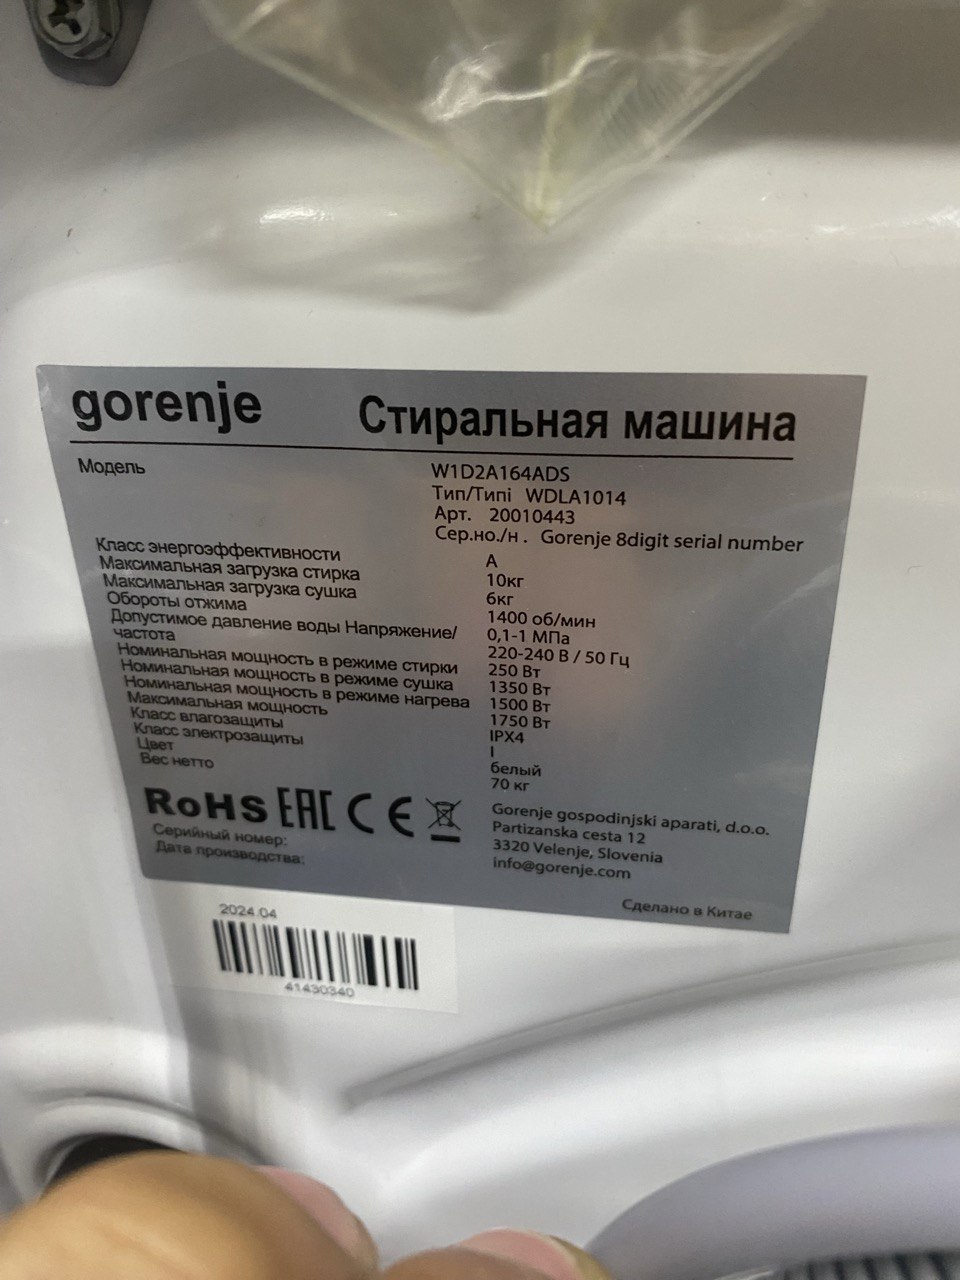 gorenje Стиральная машина
Модель W1D2A164ADS
Тип/Типі WDLA1014
Арт. 20010443
Сер.но./н . Gorenje 8digit serial number
Класс энергоэффективности A
Максимальная загрузка стирка 10кг
Максимальная загрузка сушка 6кг
Обороты отжима 1400 об/мин
Допустимое давление воды Напряжение/ 0,1-1 МПа
частота 220-240 В / 50 Гц
Номинальная мощность в режиме стирки 250 Вт
Номинальная мощность в режиме сушка 1350 Вт
Номинальная мощность в режиме нагрева 1500 Вт
Максимальная мощность 1750 Вт
Класс влагозащиты IPX4
Класс электрозащиты I
Цвет белый
Вес нетто 70 кг
RoHS EAC CE
Gorenje gospodinjski aparati, d.o.o.
Partizanska cesta 12
3320 Velenje, Slovenia
info@gorenje.com
Серийный номер:
Дата производства:
Сделано в Китае
2024.04
41430340